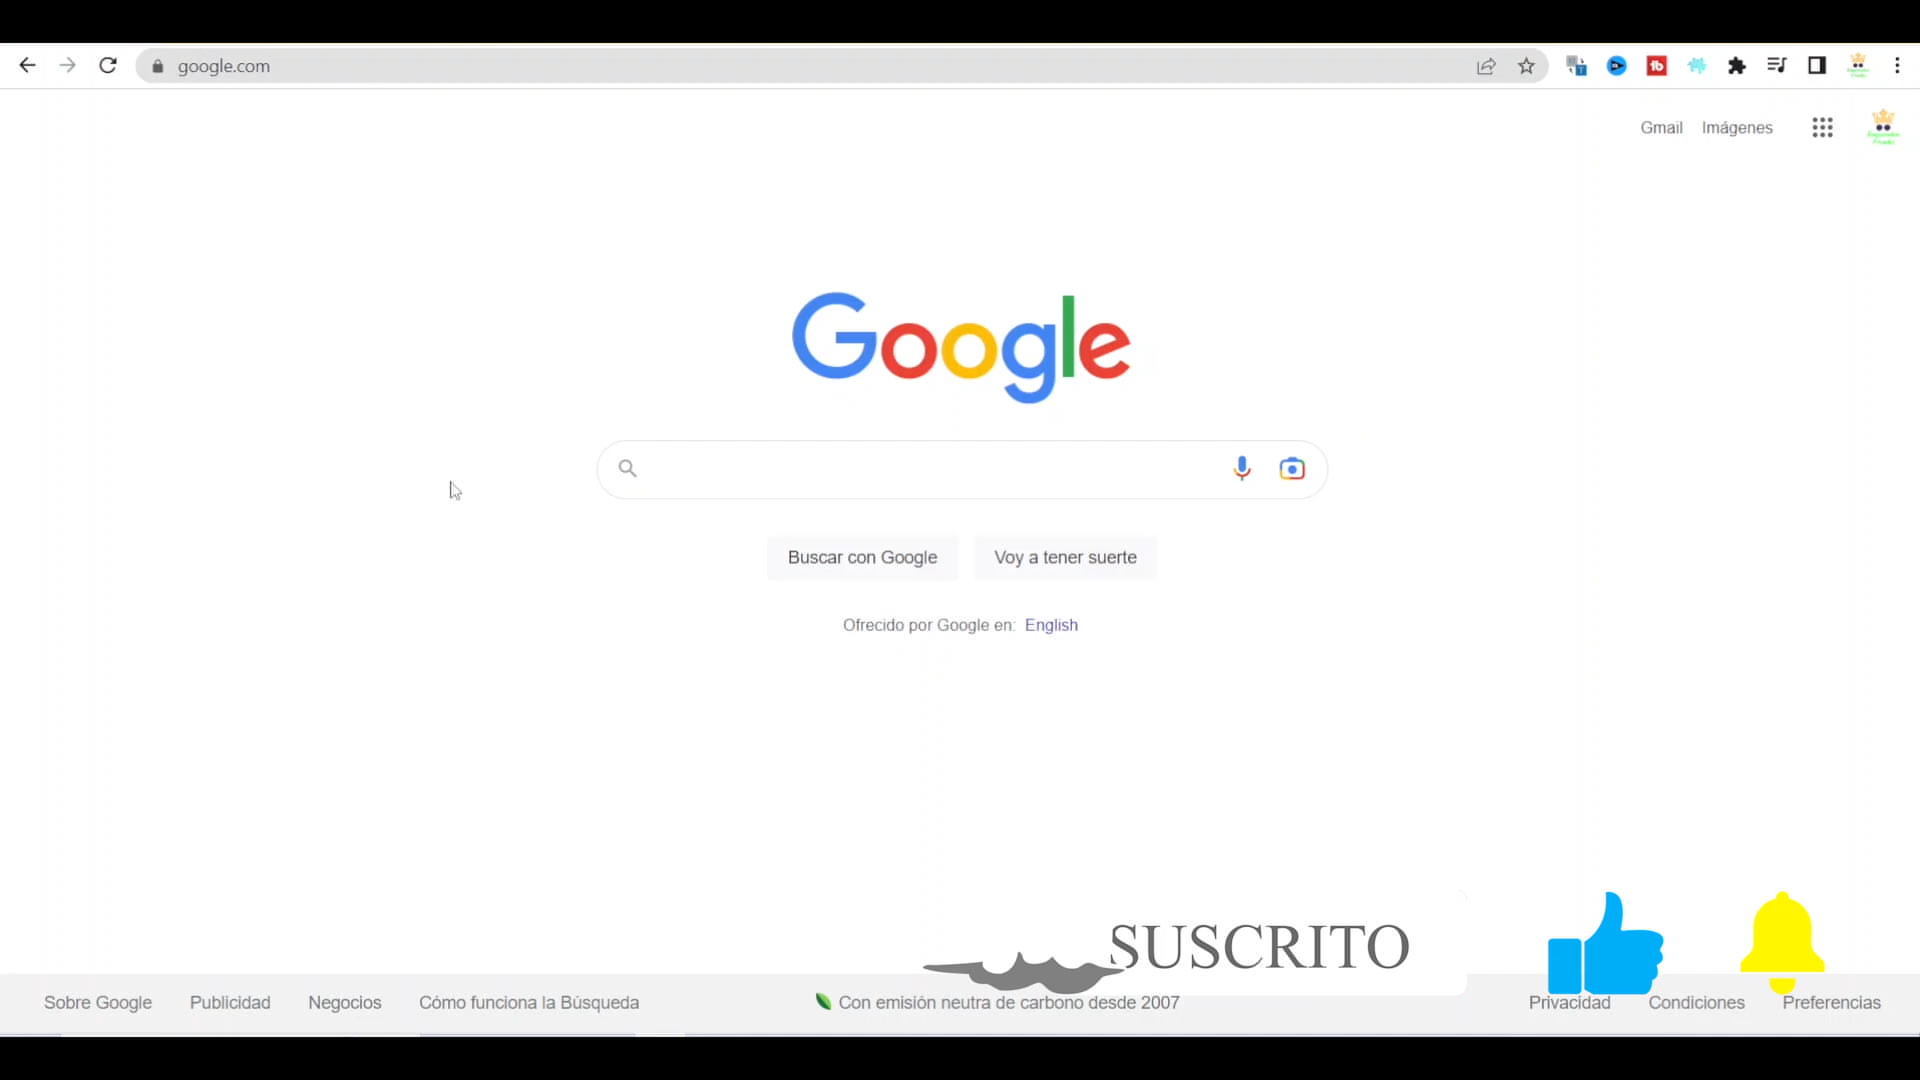 google.com
Gmail Imágenes
Google
Buscar con Google Voy a tener suerte
Ofrecido por Google en: English
SUSCRITO
Sobre Google Publicidad Negocios Cómo funciona la Búsqueda Con emisión neutra de carbono desde 2007 Privacidad Condiciones Preferencias